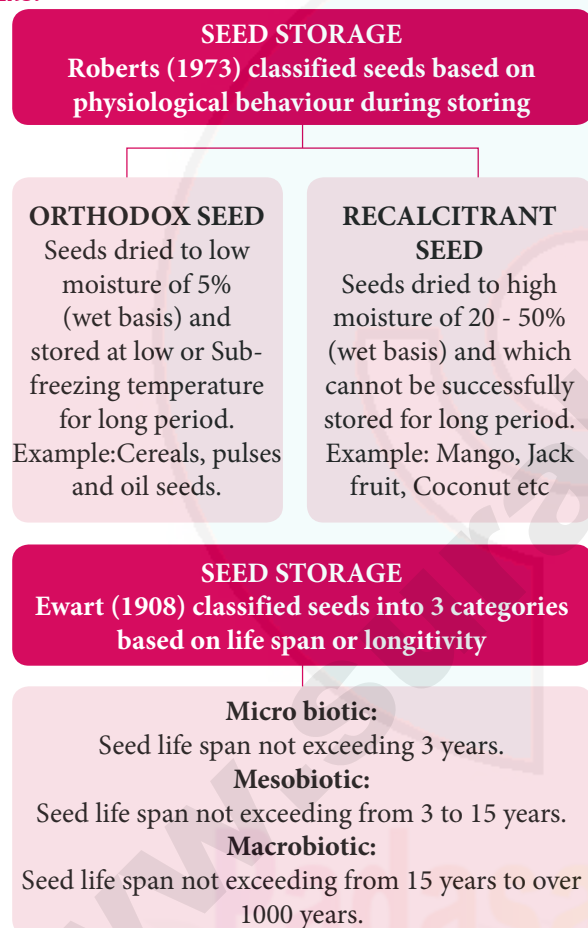 SEED STORAGE
Roberts (1973) classified seeds based on
physiological behaviour during storing
ORTHODOX SEED
Seeds dried to low
moisture of 5%
(wet basis) and
stored at low or Sub-
freezing temperature
for long period.
Example:Cereals, pulses
and oil seeds.
RECALCITRANT
SEED
Seeds dried to high
moisture of 20 - 50%
(wet basis) and which
cannot be successfully
stored for long period.
Example: Mango, Jack
fruit, Coconut etc
SEED STORAGE
Ewart (1908) classified seeds into 3 categories
based on life span or longitivity
Micro biotic:
Seed life span not exceeding 3 years.
Mesobiotic:
Seed life span not exceeding from 3 to 15 years.
Macrobiotic:
Seed life span not exceeding from 15 years to over
1000 years.